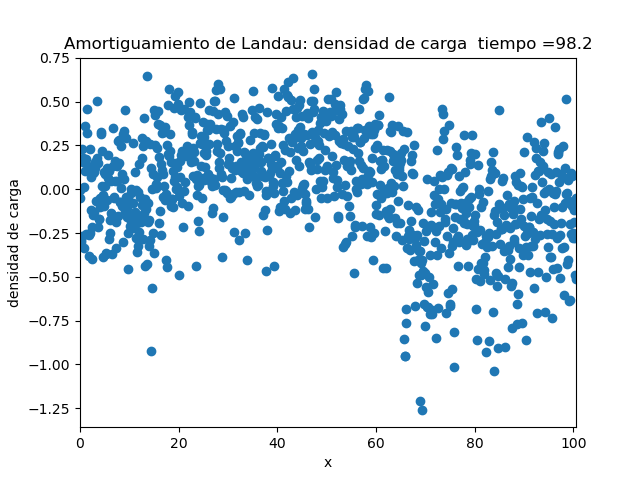 Amortiguamiento de Landau: densidad de carga  tiempo =98.2
0.75
0.50
0.25
0.00
−0.25
−0.50
−0.75
−1.00
−1.25
densidad de carga
0 20 40 60 80 100
x